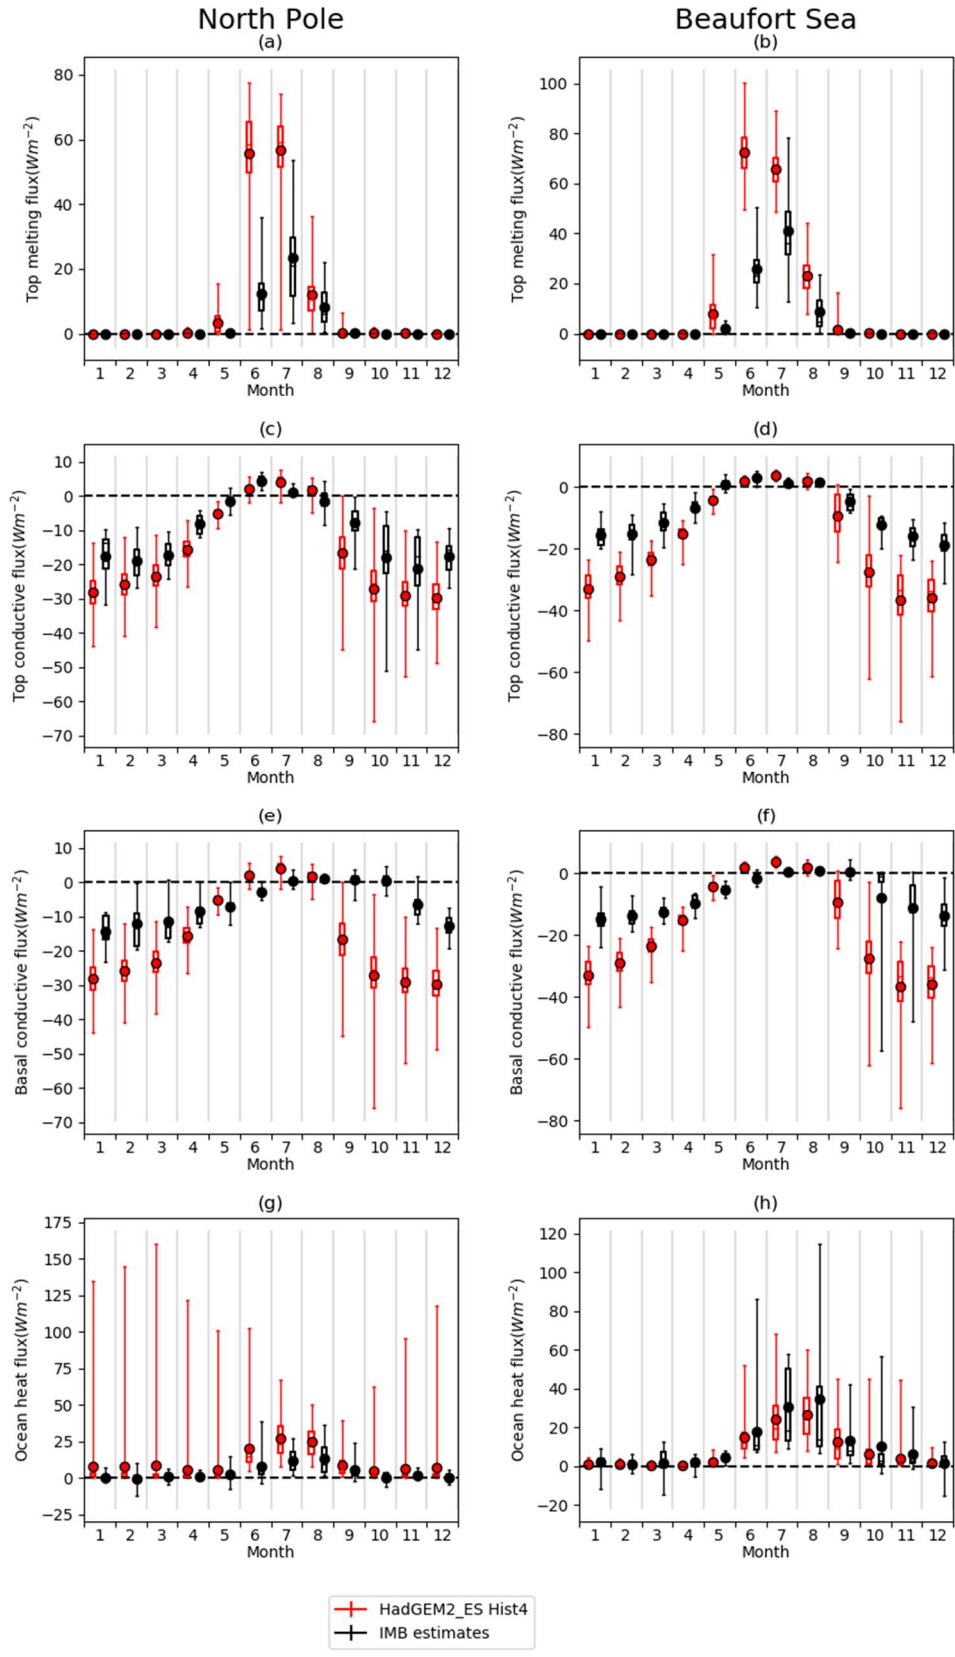 North Pole
Beaufort Sea
(a)
(b)
Top melting flux(Wm⁻²)
80
60
40
20
0
1 2 3 4 5 6 7 8 9 10 11 12
Month
Top melting flux(Wm⁻²)
100
80
60
40
20
0
1 2 3 4 5 6 7 8 9 10 11 12
Month
(c)
(d)
Top conductive flux(Wm⁻²)
10
0
−10
−20
−30
−40
−50
−60
−70
1 2 3 4 5 6 7 8 9 10 11 12
Month
Top conductive flux(Wm⁻²)
0
−20
−40
−60
−80
1 2 3 4 5 6 7 8 9 10 11 12
Month
(e)
(f)
Basal conductive flux(Wm⁻²)
10
0
−10
−20
−30
−40
−50
−60
−70
1 2 3 4 5 6 7 8 9 10 11 12
Month
Basal conductive flux(Wm⁻²)
0
−20
−40
−60
−80
1 2 3 4 5 6 7 8 9 10 11 12
Month
(g)
(h)
Ocean heat flux(Wm⁻²)
175
150
125
100
75
50
25
0
−25
1 2 3 4 5 6 7 8 9 10 11 12
Month
Ocean heat flux(Wm⁻²)
120
100
80
60
40
20
0
−20
1 2 3 4 5 6 7 8 9 10 11 12
Month
HadGEM2_ES Hist4
IMB estimates